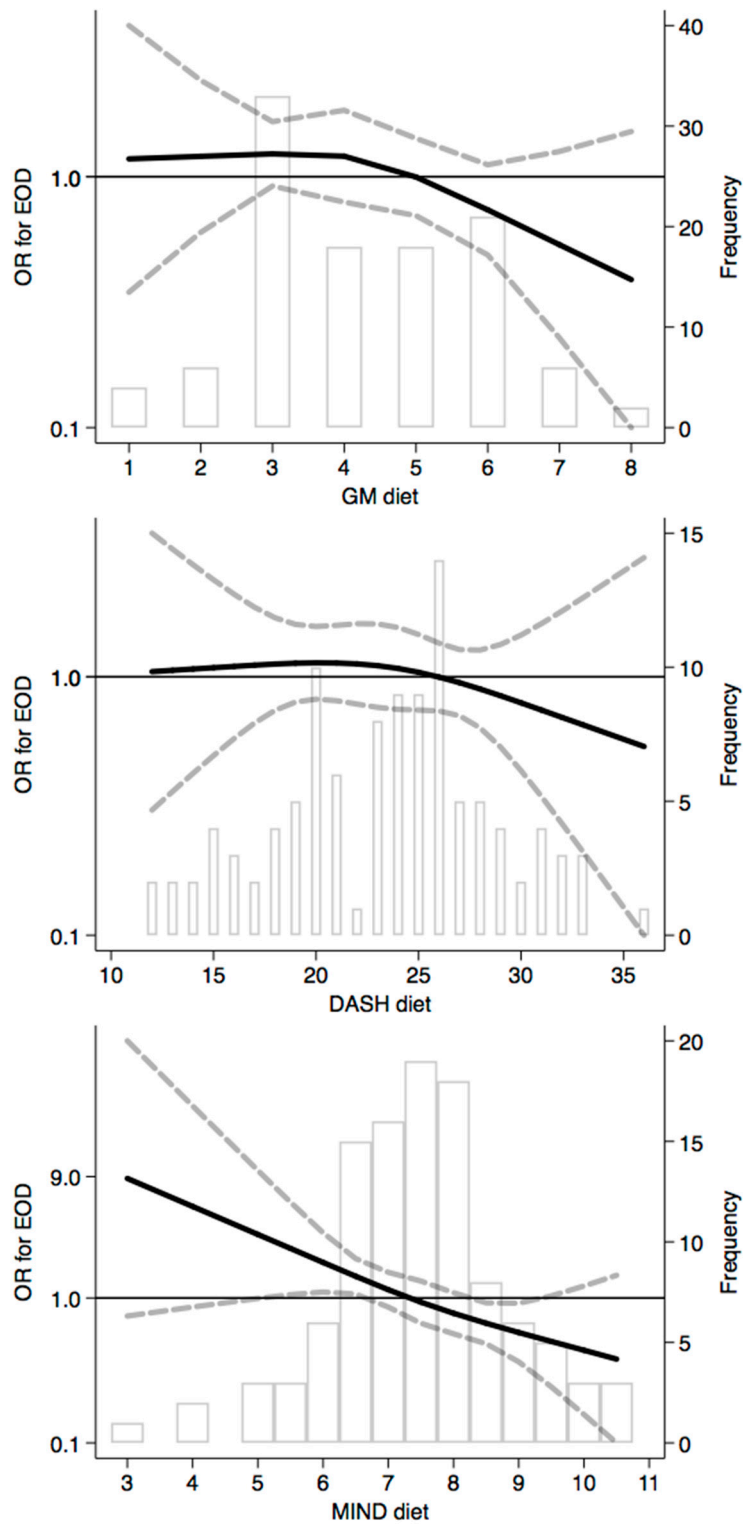 OR for EOD
1.0
0.1
40
30
20
10
0
Frequency
1 2 3 4 5 6 7 8
GM diet
OR for EOD
1.0
0.1
15
10
5
0
Frequency
10 15 20 25 30 35
DASH diet
OR for EOD
9.0
1.0
0.1
20
15
10
5
0
Frequency
3 4 5 6 7 8 9 10 11
MIND diet